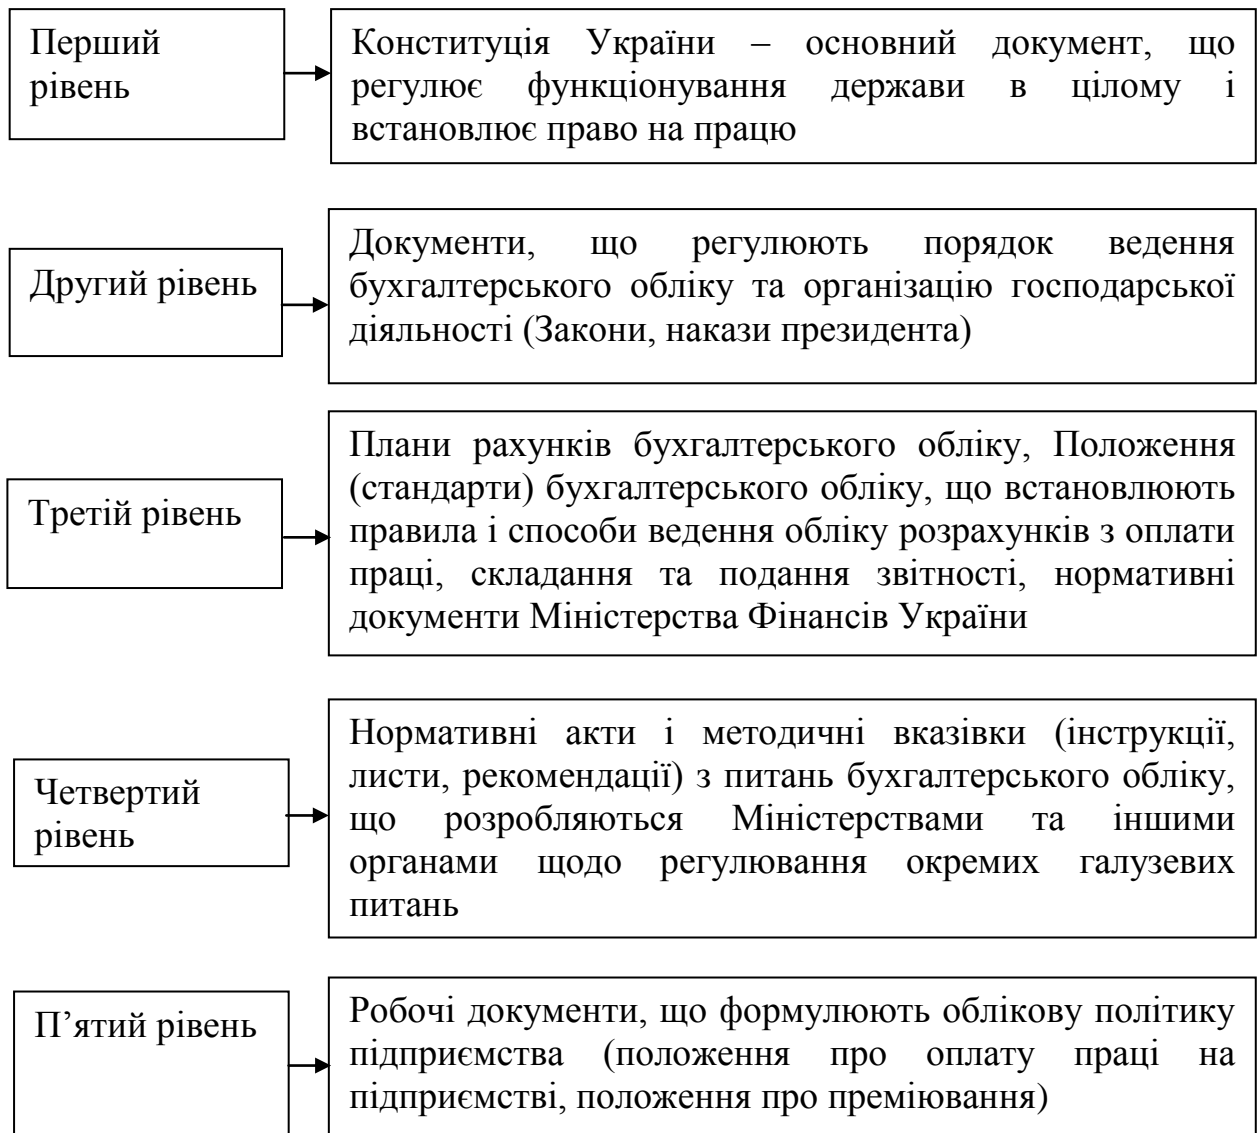 Перший
рівень
Конституція України – основний документ, що
регулює функціонування держави в цілому і
встановлює право на працю
Другий рівень
Документи, що регулюють порядок ведення
бухгалтерського обліку та організацію господарської
діяльності (Закони, накази президента)
Третій рівень
Плани рахунків бухгалтерського обліку, Положення
(стандарти) бухгалтерського обліку, що встановлюють
правила і способи ведення обліку розрахунків з оплати
праці, складання та подання звітності, нормативні
документи Міністерства Фінансів України
Четвертий
рівень
Нормативні акти і методичні вказівки (інструкції,
листи, рекомендації) з питань бухгалтерського обліку,
що розробляються Міністерствами та іншими
органами щодо регулювання окремих галузевих
питань
П’ятий рівень
Робочі документи, що формулюють облікову політику
підприємства (положення про оплату праці на
підприємстві, положення про преміювання)